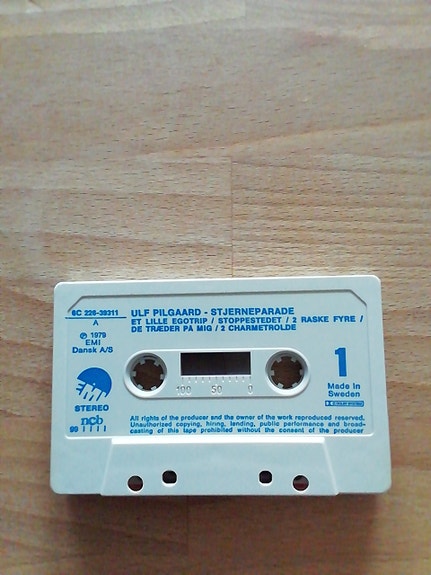 6C 226-39311
A
ULF PILGAARD - STJERNEPARADE
ET LILLE EGOTRIP / STOPPESTEDET / 2 RASKE FYRE /
DE TRÆDER PÅ MIG / 2 CHARMETROLDE
℗ 1979
EMI
Dansk A/S
EMI
STEREO
ncb
100 50 0
1
Made in
Sweden
All rights of the producer and the owner of the work reproduced reserved.
Unauthorized copying, hiring, lending, public performance and broad-
casting of this tape prohibited without the consent of the producer